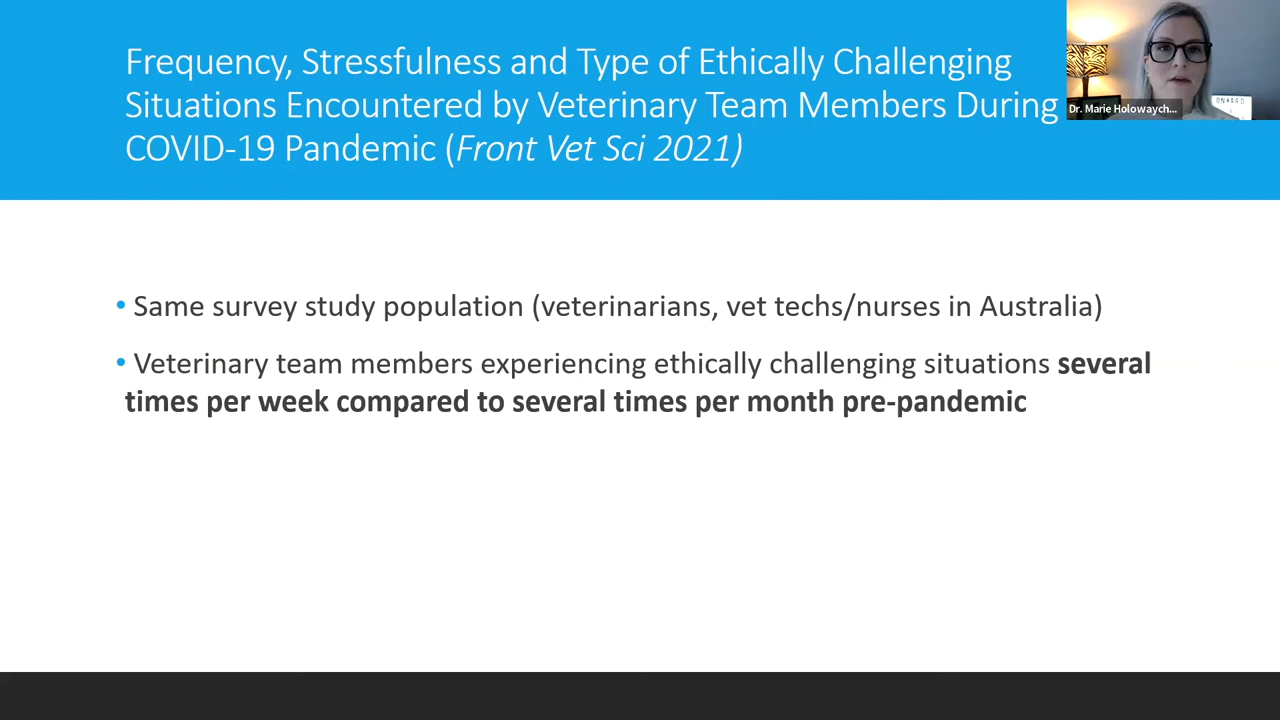 Frequency, Stressfulness and Type of Ethically Challenging
Situations Encountered by Veterinary Team Members During
COVID-19 Pandemic (Front Vet Sci 2021)
Dr. Marie Holowaych...
ONWARD
• Same survey study population (veterinarians, vet techs/nurses in Australia)
• Veterinary team members experiencing ethically challenging situations several
times per week compared to several times per month pre-pandemic